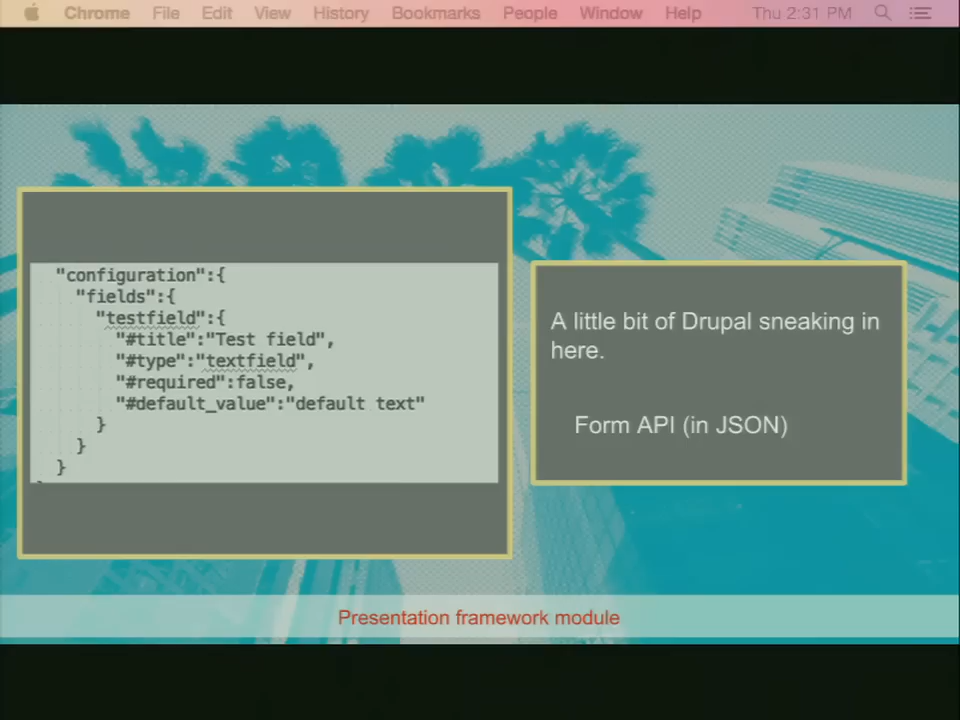 Chrome File Edit View History Bookmarks People Window Help Thu 2:31 PM
"configuration":{
"fields":{
"testfield":{
"#title":"Test field",
"#type":"textfield",
"#required":false,
"#default_value":"default text"
}
}
}
A little bit of Drupal sneaking in
here.
Form API (in JSON)
Presentation framework module